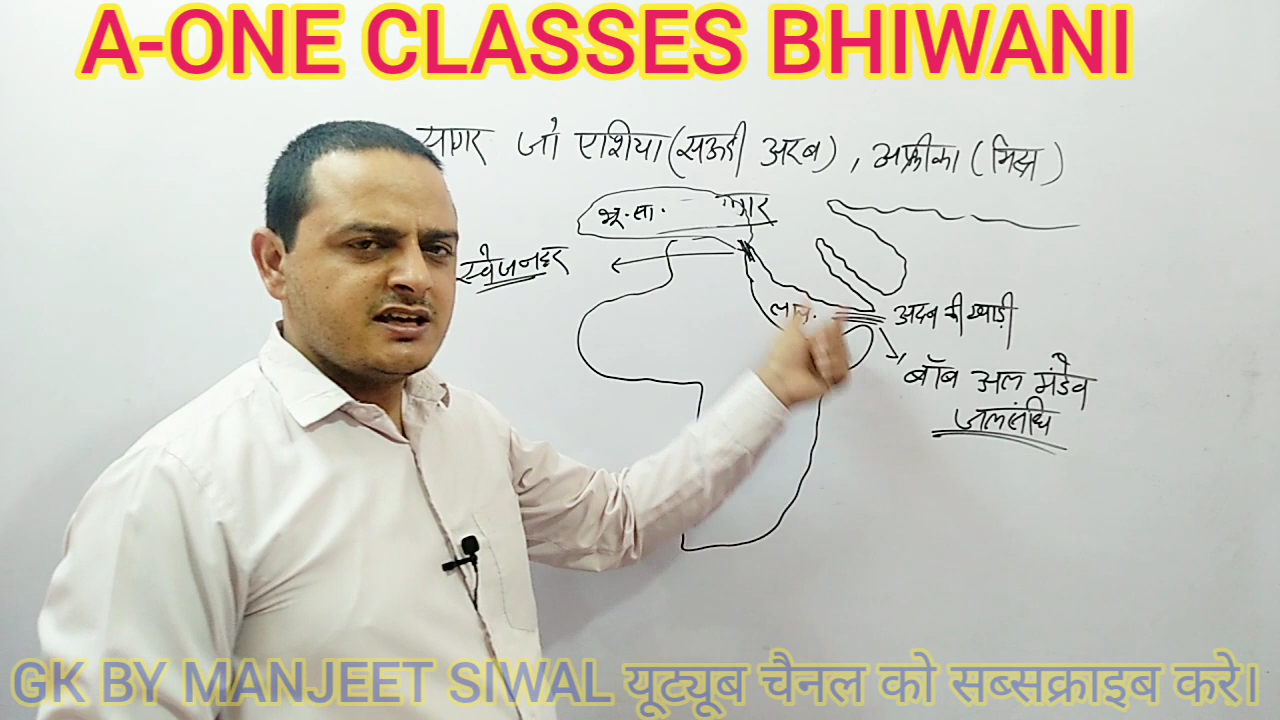 A-ONE CLASSES BHIWANI
सागर जो एशिया (सऊदी अरब), अफ्रीका (मिस्र)
भू. सा.
स्वेजनहर
लाल.
अदन की खाड़ी
बॉब अल मंडेव
जलसंधि
GK BY MANJEET SIWAL यूट्यूब चैनल को सब्सक्राइब करे।